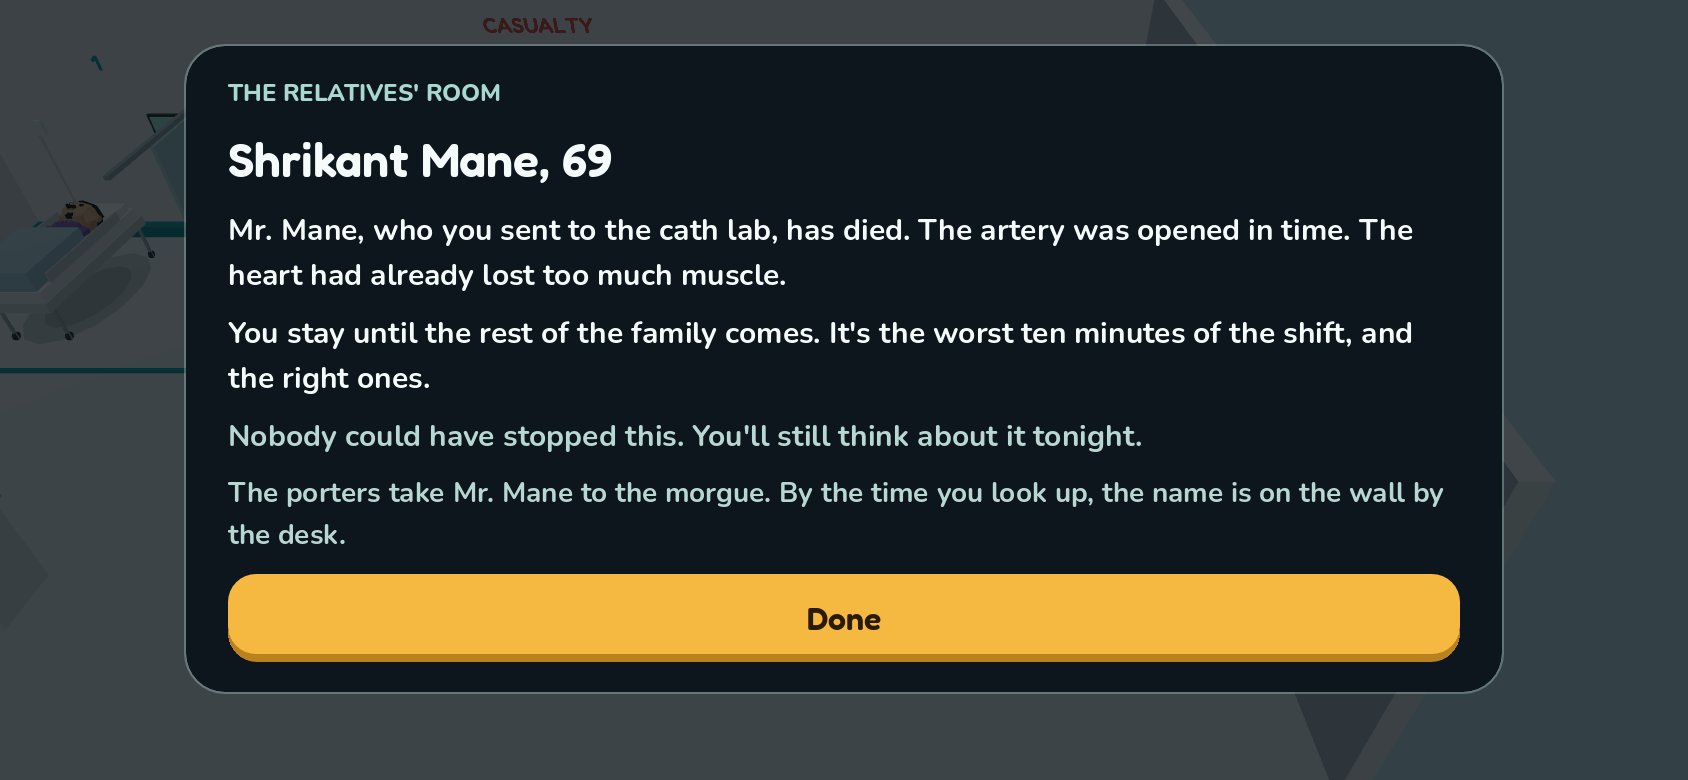 CASUALTY
THE RELATIVES' ROOM
Shrikant Mane, 69
Mr. Mane, who you sent to the cath lab, has died. The artery was opened in time. The
heart had already lost too much muscle.
You stay until the rest of the family comes. It's the worst ten minutes of the shift, and
the right ones.
Nobody could have stopped this. You'll still think about it tonight.
The porters take Mr. Mane to the morgue. By the time you look up, the name is on the wall by
the desk.
Done